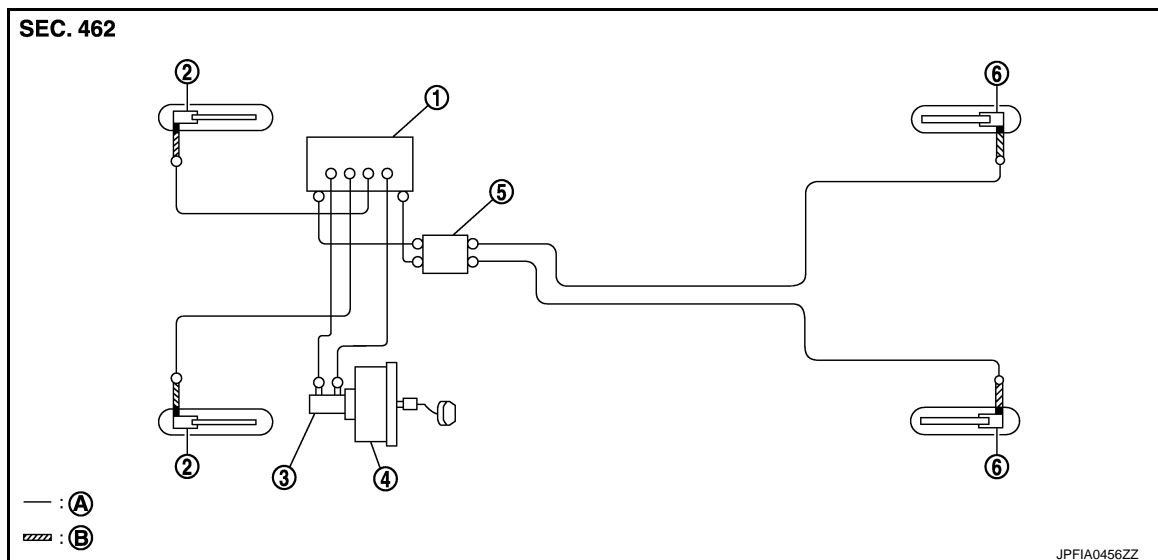 SEC. 462
② ⑥
①
⑤
② ③ ④ ⑥
— : Ⓐ
: Ⓑ
JPFIA0456ZZ